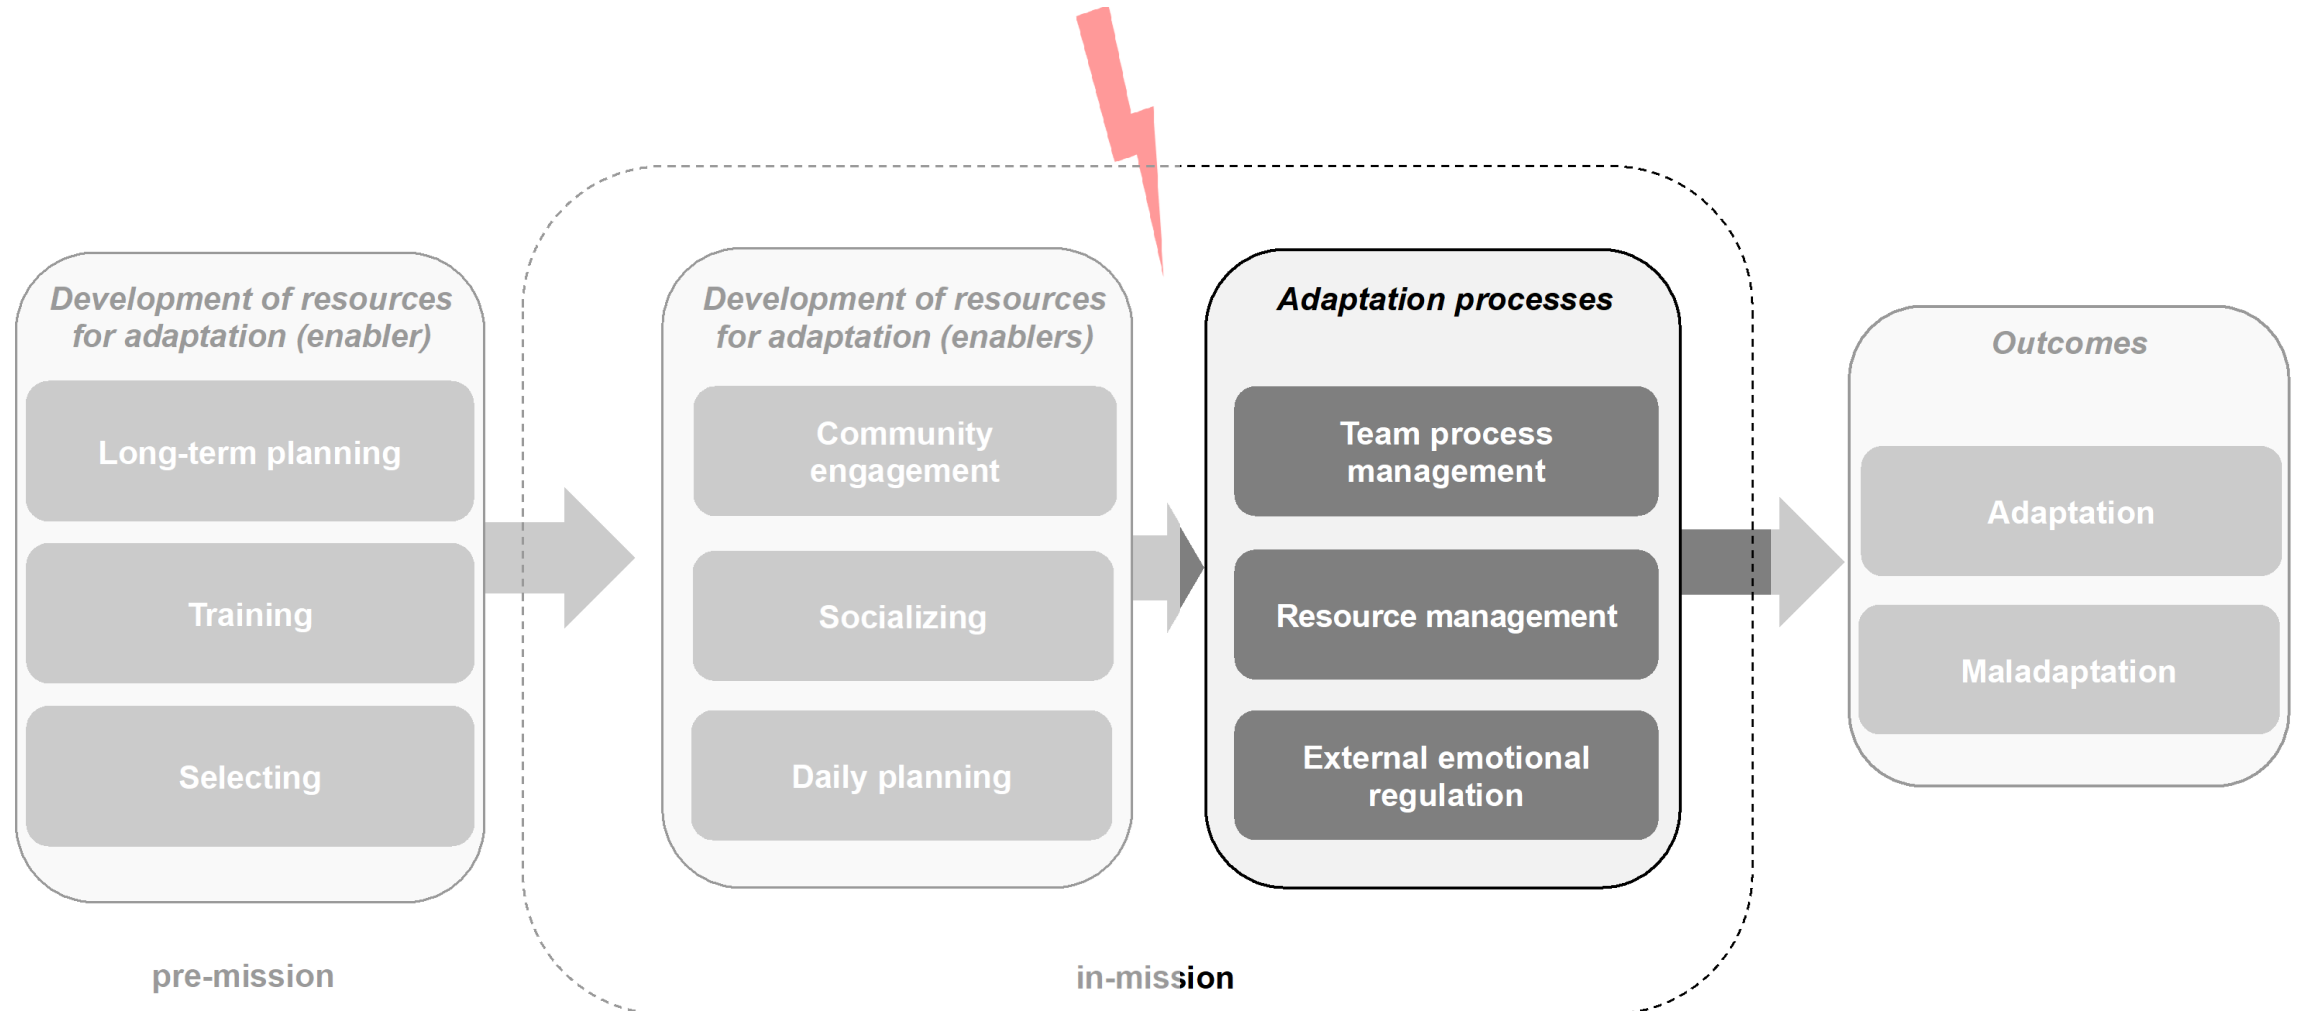 Development of resources
for adaptation (enabler)
Long-term planning
Training
Selecting
pre-mission
Development of resources
for adaptation (enablers)
Community
engagement
Socializing
Daily planning
Adaptation processes
Team process
management
Resource management
External emotional
regulation
in-mission
Outcomes
Adaptation
Maladaptation